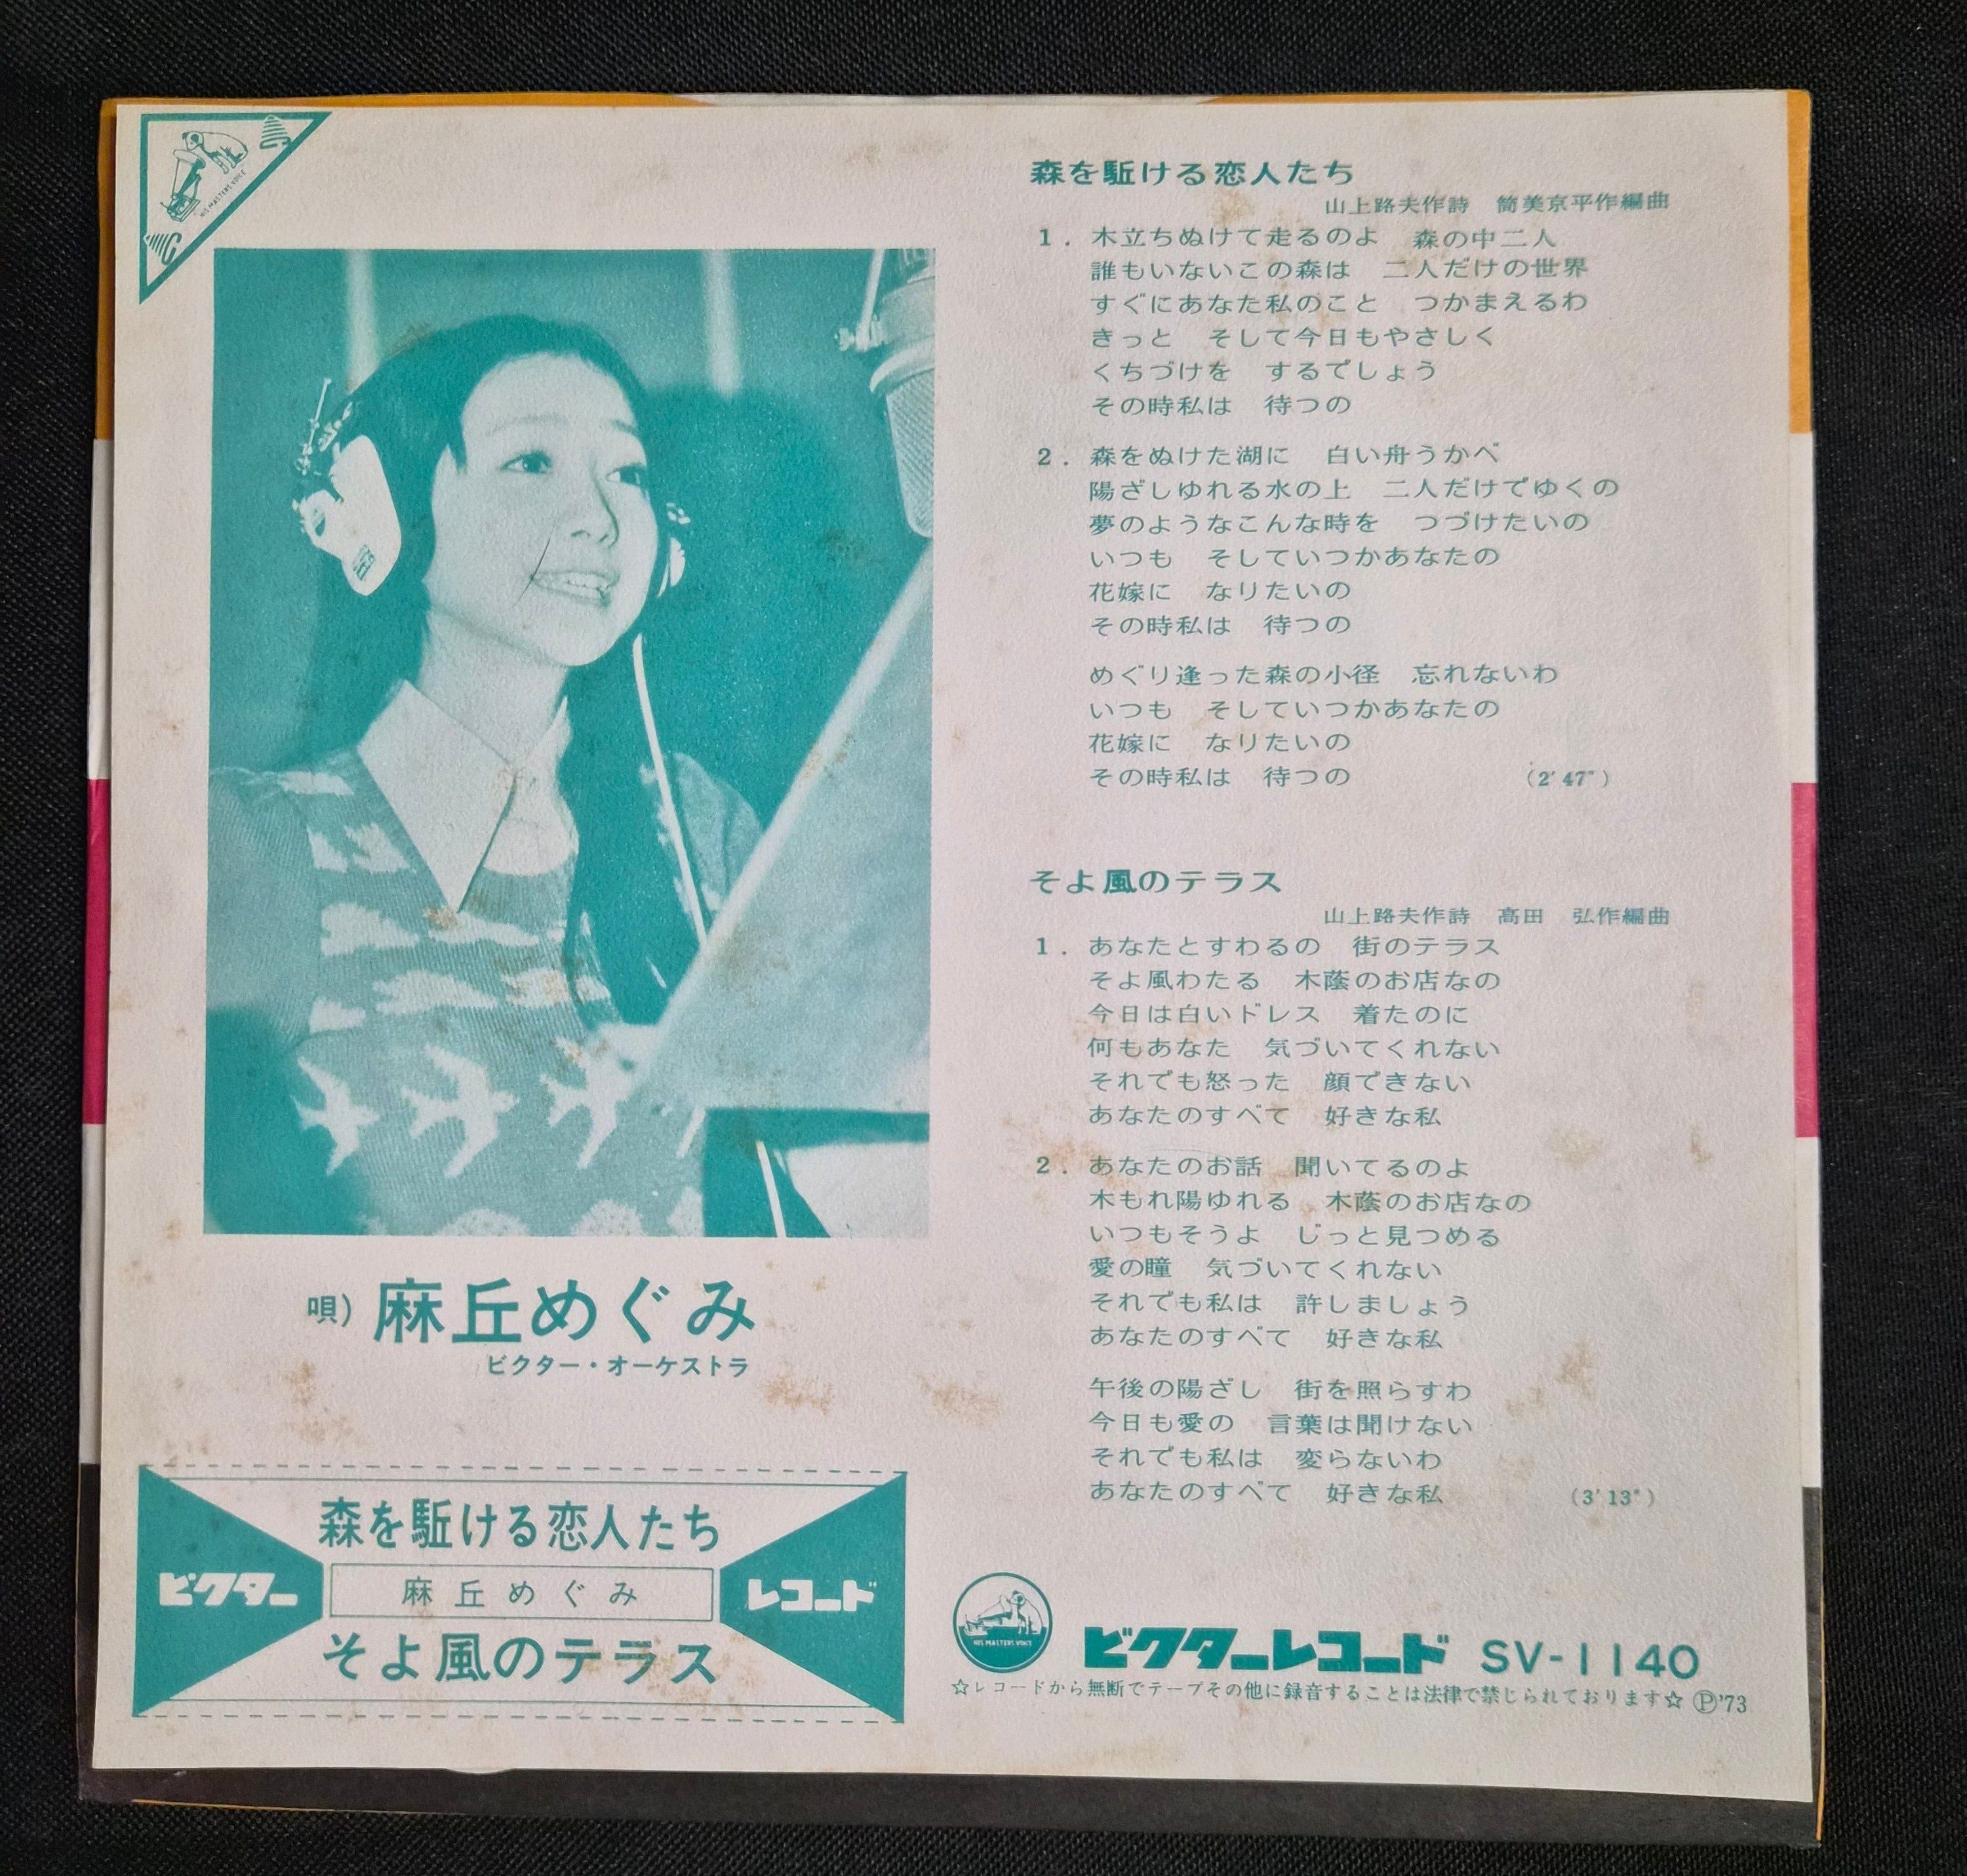 HIS MASTERS VOICE
森を駈ける恋人たち
山上路夫作詩　筒美京平作編曲
1．木立ちぬけて走るのよ　森の中二人
誰もいないこの森は　二人だけの世界
すぐにあなた私のこと　つかまえるわ
きっと　そして今日もやさしく
くちづけを　するでしょう
その時私は　待つの
2．森をぬけた湖に　白い舟うかべ
陽ざしゆれる水の上　二人だけでゆくの
夢のようなこんな時を　つづけたいの
いつも　そしていつかあなたの
花嫁に　なりたいの
その時私は　待つの
めぐり逢った森の小径　忘れないわ
いつも　そしていつかあなたの
花嫁に　なりたいの
その時私は　待つの　（2′47″）
そよ風のテラス
山上路夫作詩　高田　弘作編曲
1．あなたとすわるの　街のテラス
そよ風わたる　木蔭のお店なの
今日は白いドレス　着たのに
何もあなた　気づいてくれない
それでも怒った　顔できない
あなたのすべて　好きな私
2．あなたのお話　聞いてるのよ
木もれ陽ゆれる　木蔭のお店なの
いつもそうよ　じっと見つめる
愛の瞳　気づいてくれない
それでも私は　許しましょう
あなたのすべて　好きな私
午後の陽ざし　街を照らすわ
今日も愛の　言葉は聞けない
それでも私は　変らないわ
あなたのすべて　好きな私　（3′13″）
唄）麻丘めぐみ
ビクター・オーケストラ
森を駈ける恋人たち
ビクター　麻丘めぐみ　レコード
そよ風のテラス
HIS MASTERS VOICE
ビクターレコード SV-1140
☆レコードから無断でテープその他に録音することは法律で禁じられております☆ Ⓟ'73